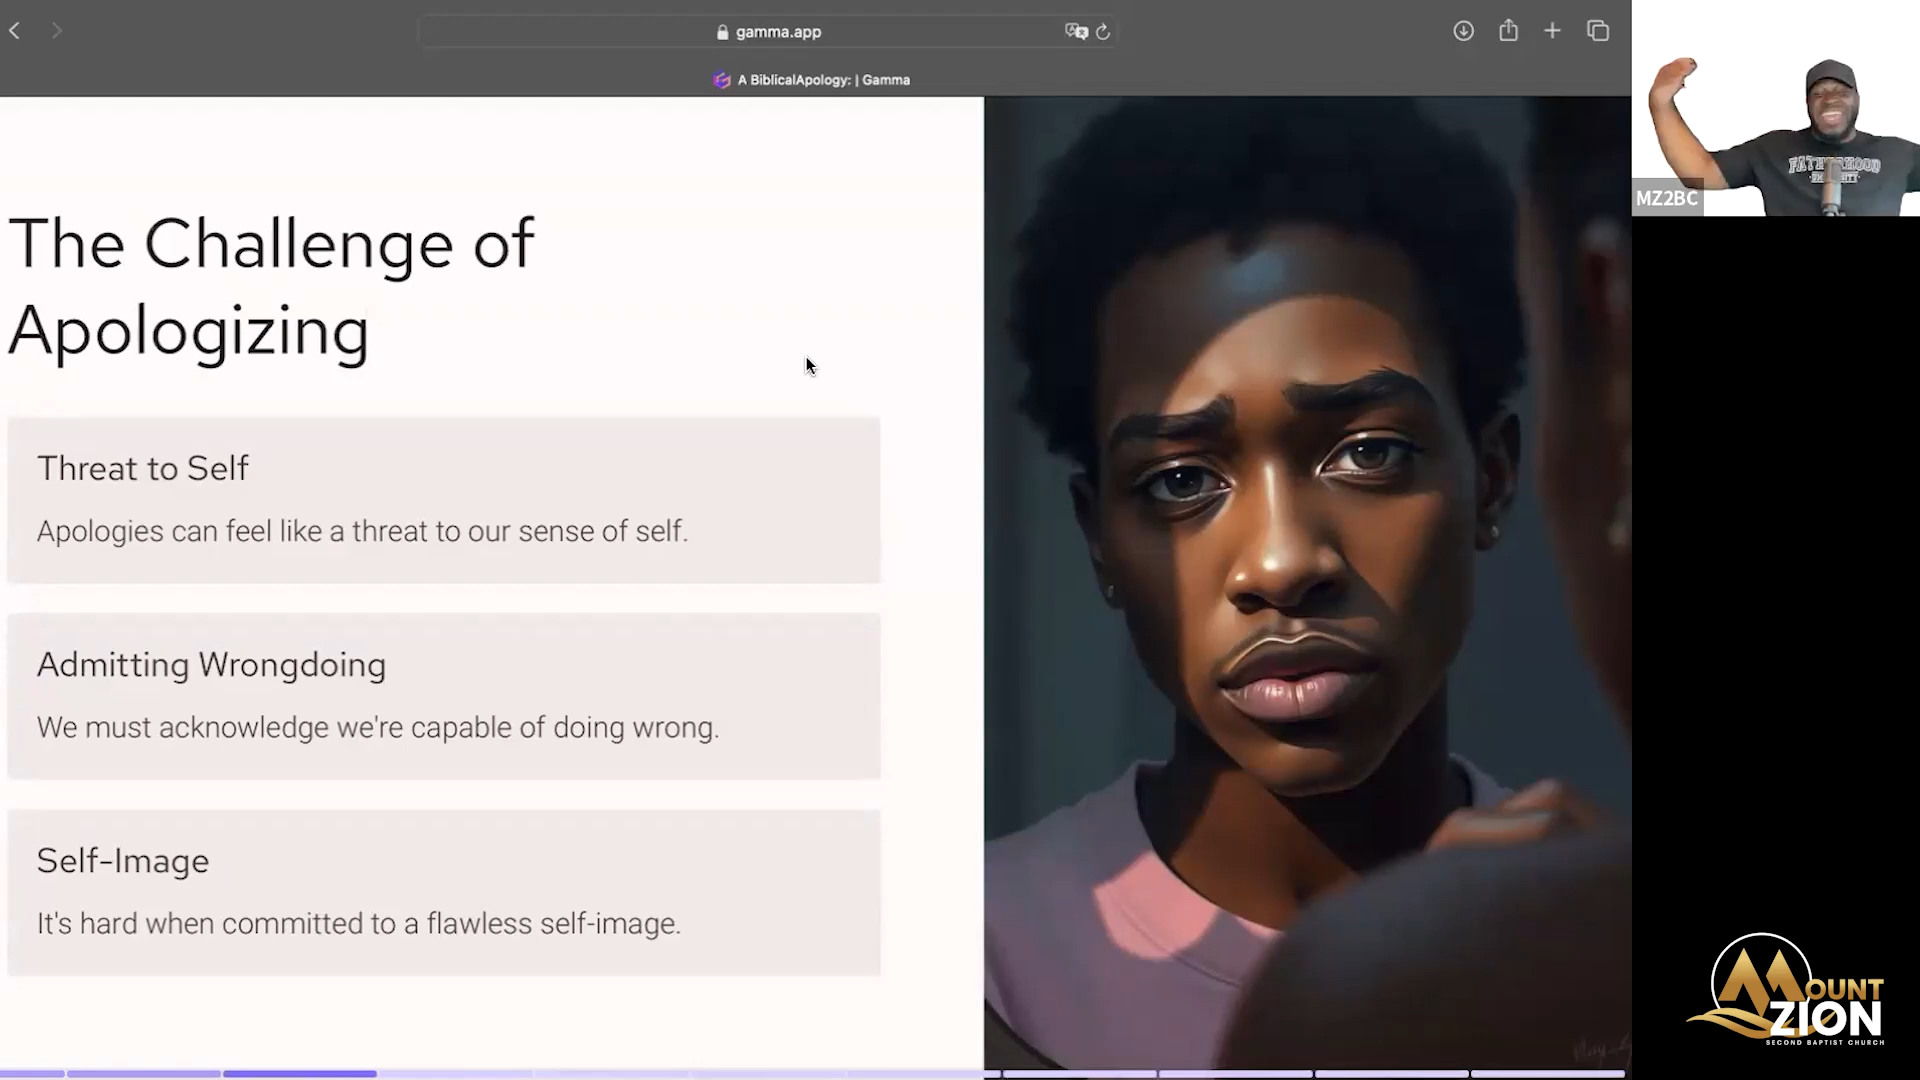 gamma.app
A BiblicalApology: | Gamma
The Challenge of
Apologizing
Threat to Self
Apologies can feel like a threat to our sense of self.
Admitting Wrongdoing
We must acknowledge we're capable of doing wrong.
Self-Image
It's hard when committed to a flawless self-image.
FATHERHOOD
MZ2BC
MOUNT
ZION
SECOND BAPTIST CHURCH